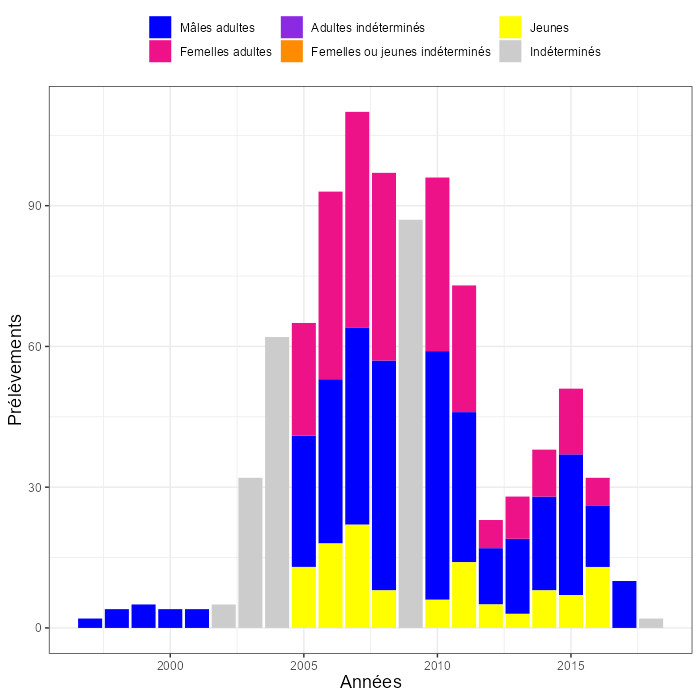 Mâles adultes Adultes indéterminés Jeunes
Femelles adultes Femelles ou jeunes indéterminés Indéterminés
90
60
30
0
Prélèvements
2000 2005 2010 2015
Années